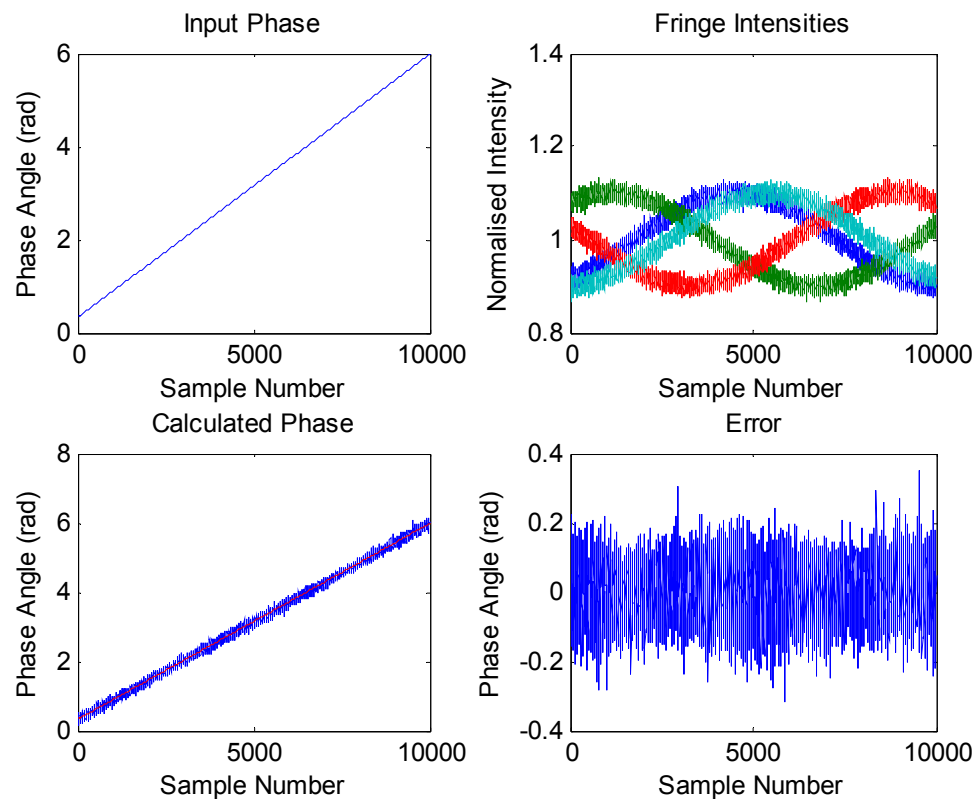 Input Phase
Phase Angle (rad)
6
4
2
0
0 5000 10000
Sample Number
Fringe Intensities
Normalised Intensity
1.4
1.2
1
0.8
0 5000 10000
Sample Number
Calculated Phase
Phase Angle (rad)
8
6
4
2
0
0 5000 10000
Sample Number
Error
Phase Angle (rad)
0.4
0.2
0
-0.2
-0.4
0 5000 10000
Sample Number